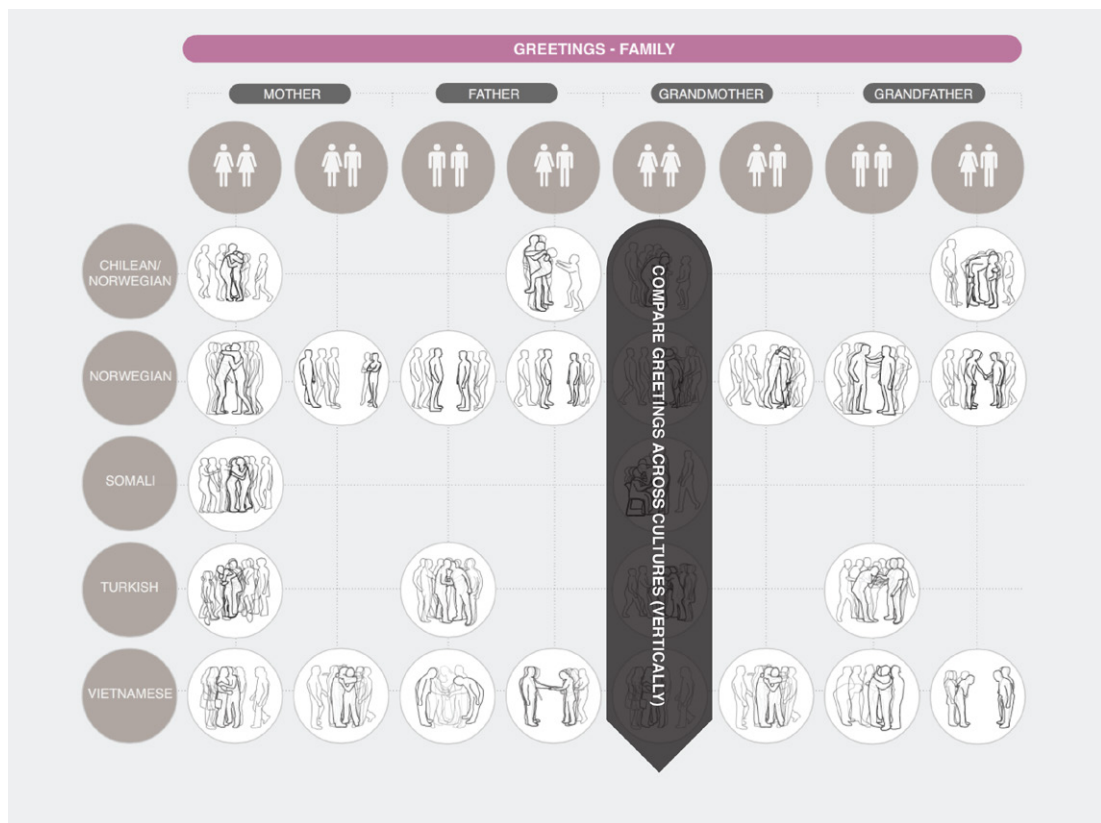 GREETINGS - FAMILY
MOTHER
FATHER
GRANDMOTHER
GRANDFATHER
CHILEAN/
NORWEGIAN
NORWEGIAN
SOMALI
TURKISH
VIETNAMESE
COMPARE GREETINGS ACROSS CULTURES (VERTICALLY)